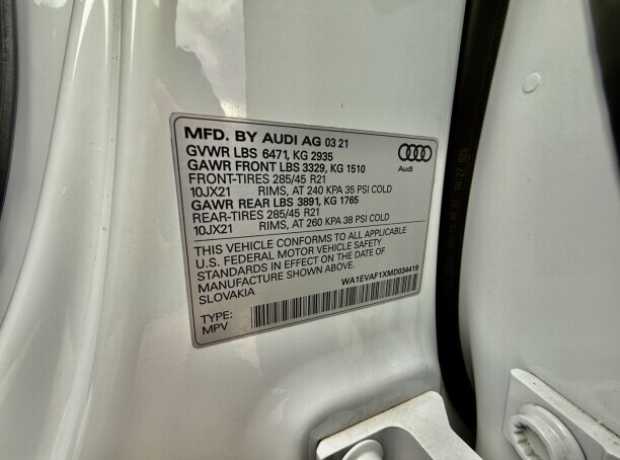 MFD. BY AUDI AG 03 21
GVWR LBS 6471, KG 2935
GAWR FRONT LBS 3329, KG 1510
FRONT-TIRES 285/45 R21
10JX21 RIMS, AT 240 KPA 35 PSI COLD
GAWR REAR LBS 3891, KG 1765
REAR-TIRES 285/45 R21
10JX21 RIMS, AT 260 KPA 38 PSI COLD
Audi
THIS VEHICLE CONFORMS TO ALL APPLICABLE
U.S. FEDERAL MOTOR VEHICLE SAFETY
STANDARDS IN EFFECT ON THE DATE OF
MANUFACTURE SHOWN ABOVE.
SLOVAKIA
WA1EVAF1XMD034419
TYPE:
MPV